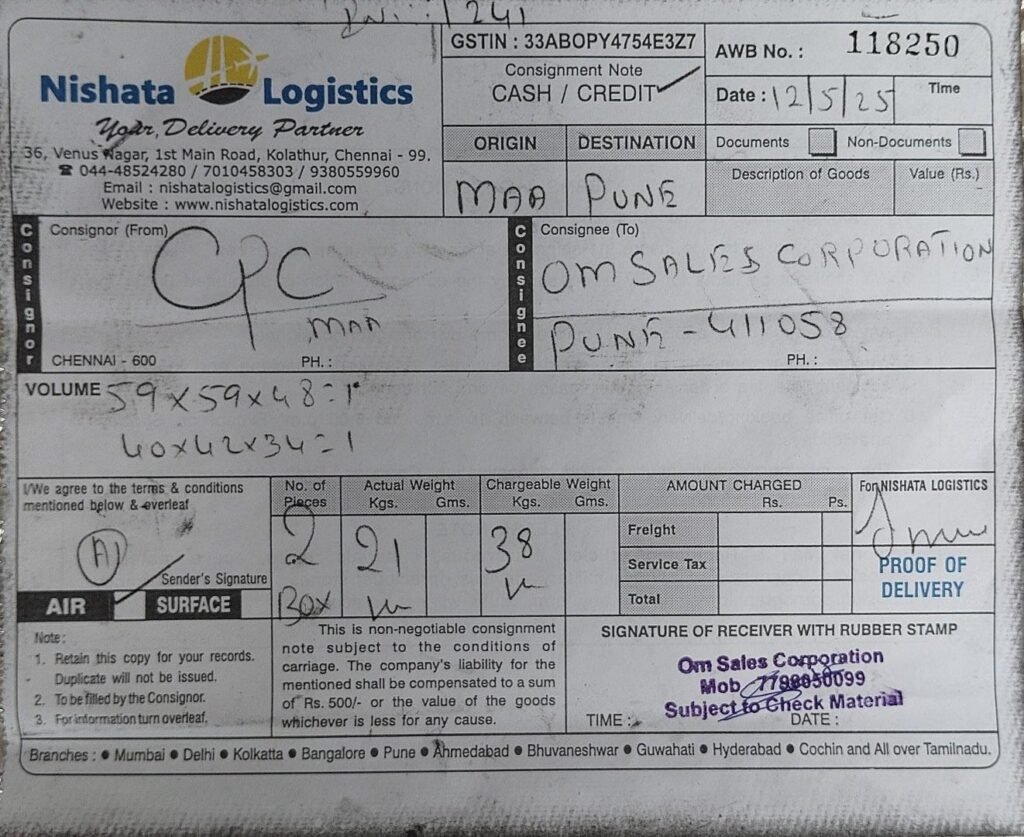 1241
Nishata Logistics
Your Delivery Partner
36, Venus Nagar, 1st Main Road, Kolathur, Chennai - 99.
☎ 044-48524280 / 7010458303 / 9380559960
Email : nishatalogistics@gmail.com
Website : www.nishatalogistics.com
GSTIN : 33ABOPY4754E3Z7
Consignment Note
CASH / CREDIT
AWB No. : 118250
Date : 12/5/25 Time
ORIGIN DESTINATION
MAA PUNE
Documents Non-Documents
Description of Goods Value (Rs.)
Consignor
Consignor (From)
CPC
MAA
CHENNAI - 600 PH. :
Consignee
Consignee (To)
OM SALES CORPORATION
PUNE - 411058
PH. :
VOLUME 59x59x48=1
40x42x34=1
I/We agree to the terms & conditions
mentioned below & overleaf
A1
Sender's Signature
AIR SURFACE
No. of Pieces
2
BOX
Actual Weight
Kgs. Gms.
21
Chargeable Weight
Kgs. Gms.
38
AMOUNT CHARGED
Rs. Ps.
Freight
Service Tax
Total
For NISHATA LOGISTICS
PROOF OF
DELIVERY
Note :
1. Retain this copy for your records.
- Duplicate will not be issued.
2. To be filled by the Consignor.
3. For information turn overleaf.
This is non-negotiable consignment
note subject to the conditions of
carriage. The company's liability for the
mentioned shall be compensated to a sum
of Rs. 500/- or the value of the goods
whichever is less for any cause.
SIGNATURE OF RECEIVER WITH RUBBER STAMP
Om Sales Corporation
Mob 7798050099
Subject to Check Material
TIME : DATE :
Branches : • Mumbai • Delhi • Kolkatta • Bangalore • Pune • Ahmedabad • Bhuvaneshwar • Guwahati • Hyderabad • Cochin and All over Tamilnadu.